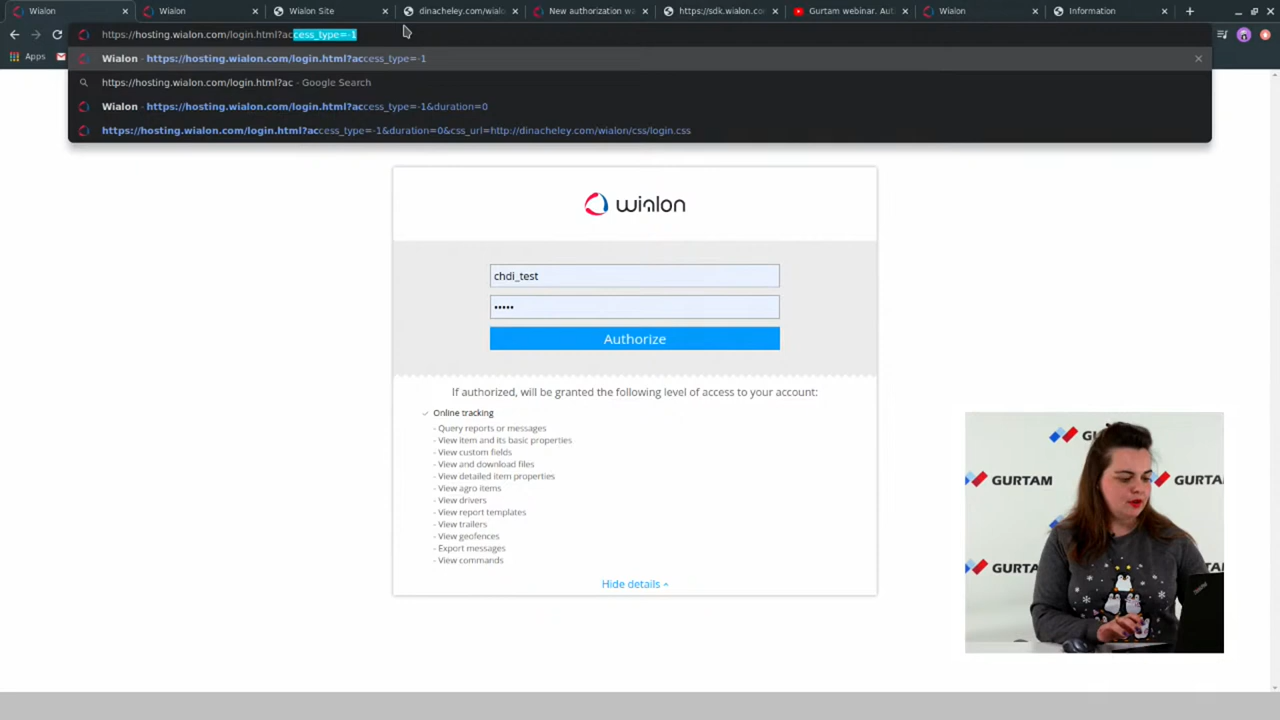 Wialon
Wialon
Wialon Site
dinacheley.com/wialo
New authorization wa
https://sdk.wialon.co
Gurtam webinar. Aut
Wialon
Information
https://hosting.wialon.com/login.html?access_type=-1
Apps
Wialon - https://hosting.wialon.com/login.html?access_type=-1
https://hosting.wialon.com/login.html?ac - Google Search
Wialon - https://hosting.wialon.com/login.html?access_type=-1&duration=0
https://hosting.wialon.com/login.html?access_type=-1&duration=0&css_url=http://dinacheley.com/wialon/css/login.css
wialon
chdi_test
•••••
Authorize
If authorized, will be granted the following level of access to your account:
Online tracking
- Query reports or messages
- View item and its basic properties
- View custom fields
- View and download files
- View detailed item properties
- View agro items
- View drivers
- View report templates
- View trailers
- View geofences
- Export messages
- View commands
Hide details
GU
GURTAM
GURTA
GURTAM